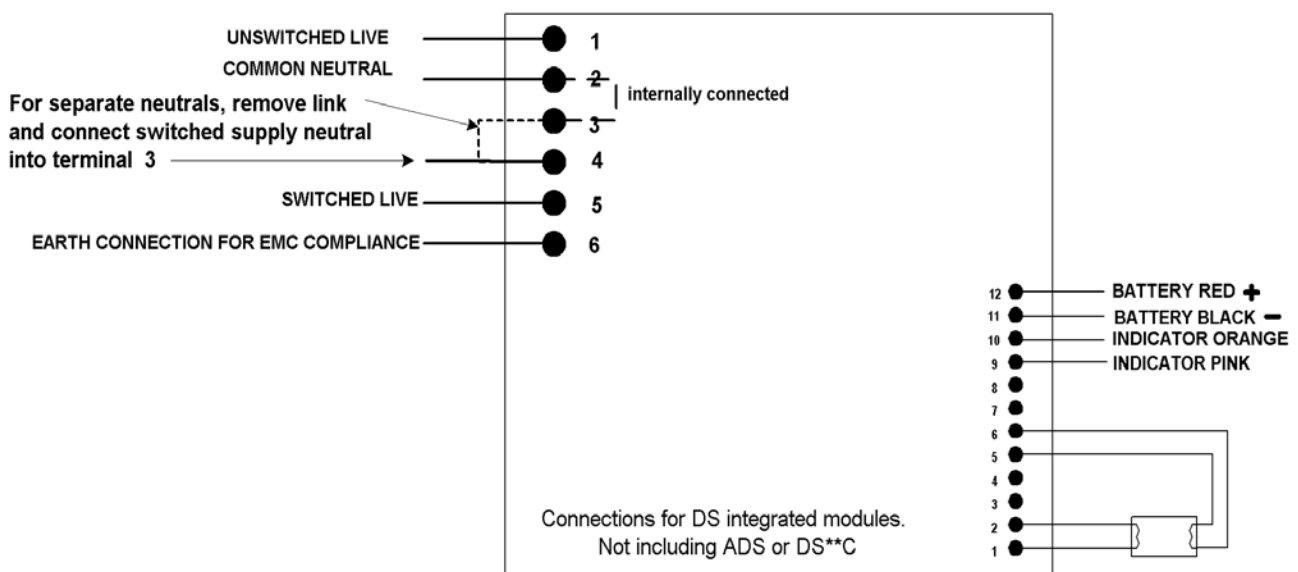 UNSWITCHED LIVE
1
COMMON NEUTRAL
2
internally connected
For separate neutrals, remove link
and connect switched supply neutral
into terminal 3
3
4
SWITCHED LIVE
5
EARTH CONNECTION FOR EMC COMPLIANCE
6
12 BATTERY RED +
11 BATTERY BLACK -
10 INDICATOR ORANGE
9 INDICATOR PINK
8
7
6
5
4
3
2
1
Connections for DS integrated modules.
Not including ADS or DS**C